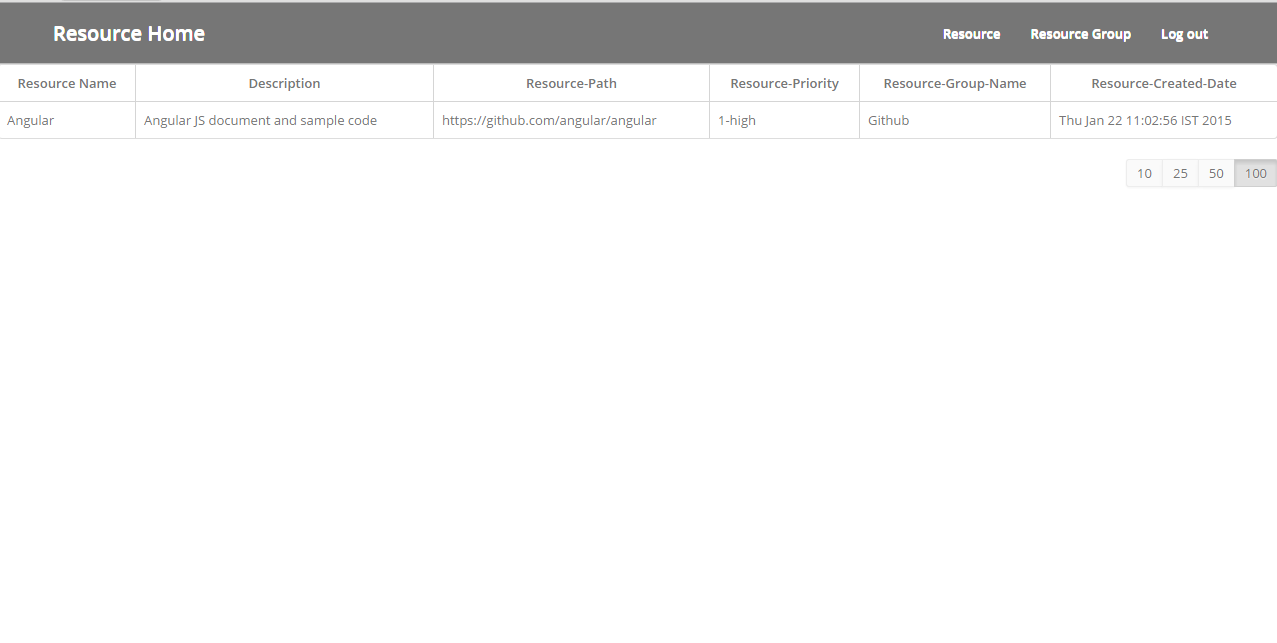 Resource Home Resource Resource Group Log out
Resource Name Description Resource-Path Resource-Priority Resource-Group-Name Resource-Created-Date
Angular Angular JS document and sample code https://github.com/angular/angular 1-high Github Thu Jan 22 11:02:56 IST 2015
10 25 50 100